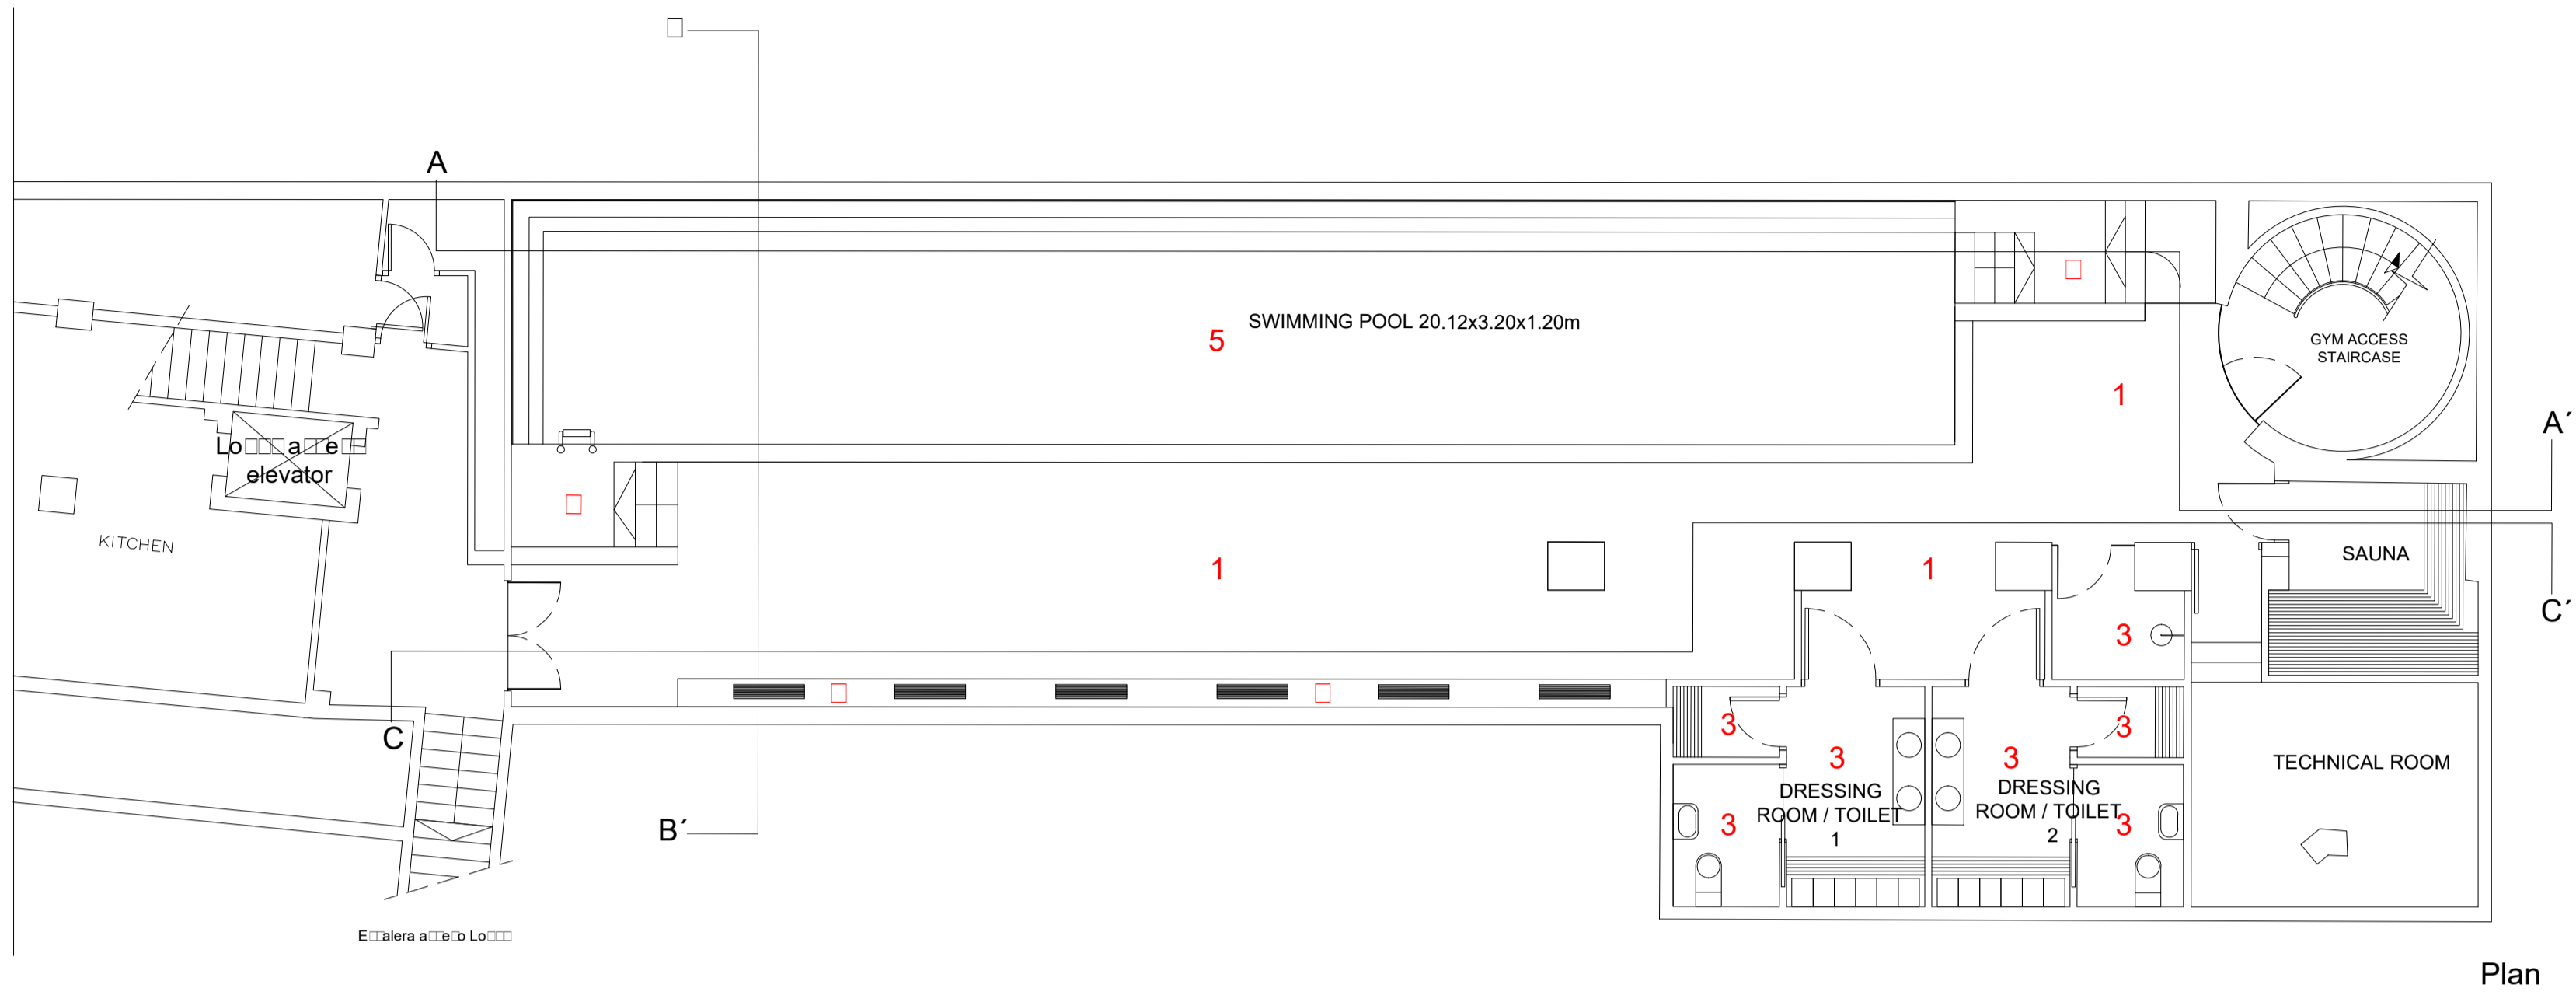 A
SWIMMING POOL 20.12x3.20x1.20m
5
GYM ACCESS
STAIRCASE
1
A´
elevator
KITCHEN
1
1
SAUNA
C´
3
C
3
3
3
3
TECHNICAL ROOM
DRESSING
ROOM / TOILET
1
DRESSING
ROOM / TOILET
2
3
3
B´
Plan